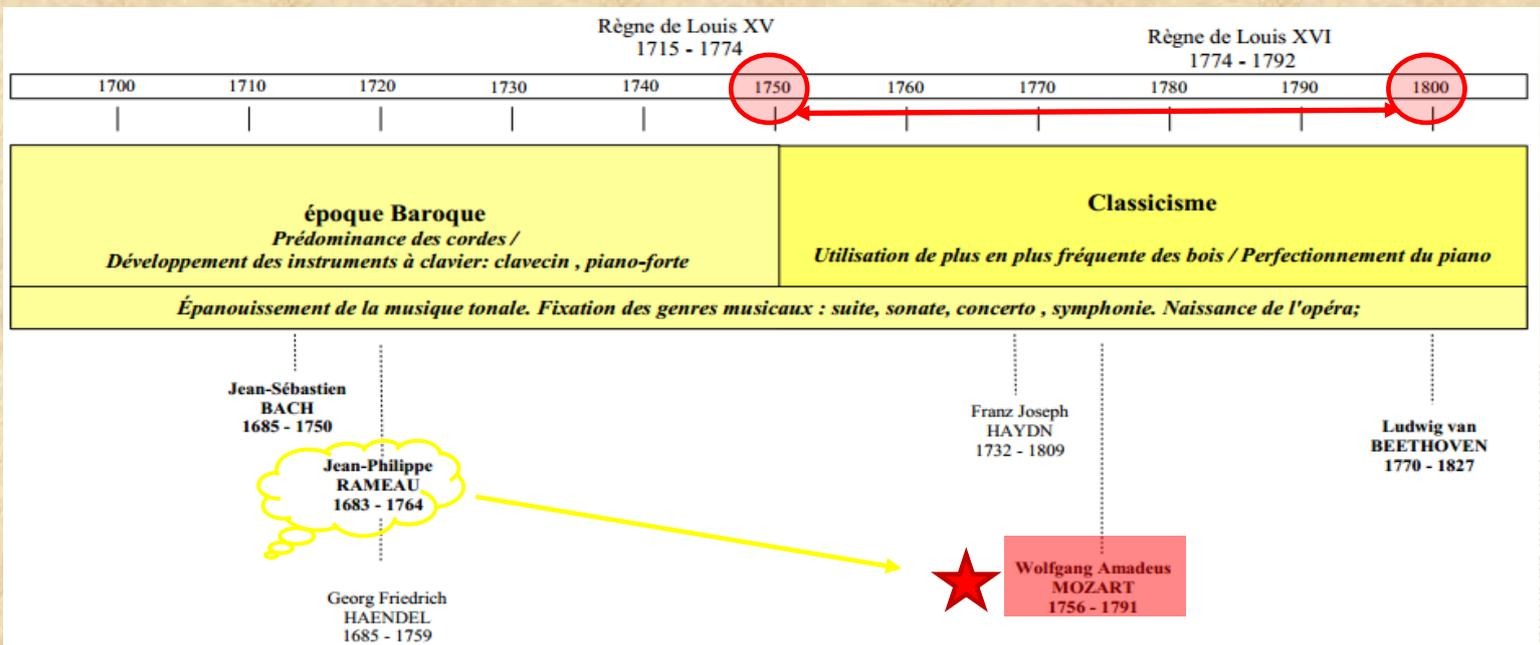 Règne de Louis XV
1715 - 1774
Règne de Louis XVI
1774 - 1792
1700 1710 1720 1730 1740 1750 1760 1770 1780 1790 1800
époque Baroque
Prédominance des cordes /
Développement des instruments à clavier: clavecin , piano-forte
Classicisme
Utilisation de plus en plus fréquente des bois / Perfectionnement du piano
Épanouissement de la musique tonale. Fixation des genres musicaux : suite, sonate, concerto , symphonie. Naissance de l'opéra;
Jean-Sébastien
BACH
1685 - 1750
Jean-Philippe
RAMEAU
1683 - 1764
Georg Friedrich
HAENDEL
1685 - 1759
Franz Joseph
HAYDN
1732 - 1809
Wolfgang Amadeus
MOZART
1756 - 1791
Ludwig van
BEETHOVEN
1770 - 1827